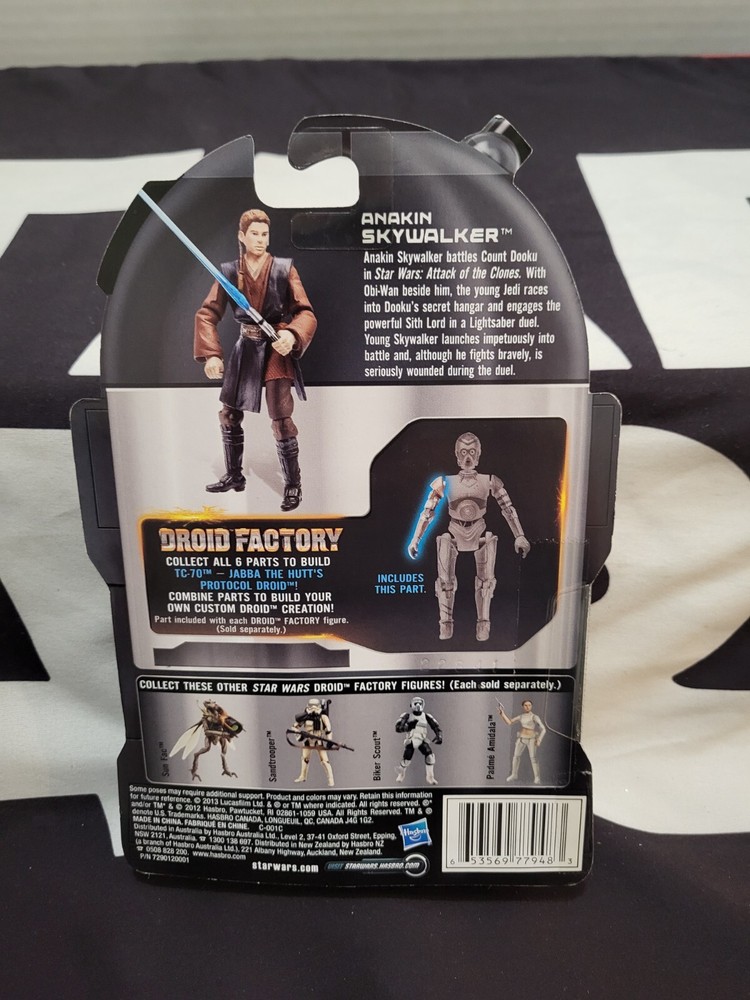 ANAKIN
SKYWALKER™
Anakin Skywalker battles Count Dooku
in Star Wars: Attack of the Clones. With
Obi-Wan beside him, the young Jedi races
into Dooku's secret hangar and engages the
powerful Sith Lord in a Lightsaber duel.
Young Skywalker launches impetuously into
battle and, although he fights bravely, is
seriously wounded during the duel.
DROID FACTORY
COLLECT ALL 6 PARTS TO BUILD
TC-70™ – JABBA THE HUTT'S
PROTOCOL DROID™!
COMBINE PARTS TO BUILD YOUR
OWN CUSTOM DROID™ CREATION!
Part included with each DROID™ FACTORY figure.
(Sold separately.)
INCLUDES
THIS PART.
COLLECT THESE OTHER STAR WARS DROID™ FACTORY FIGURES! (Each sold separately.)
Sun Fac™
Sandtrooper™
Biker Scout™
Padmé Amidala™
Some poses may require additional support. Product and colors may vary. Retain this information
for future reference. © 2013 Lucasfilm Ltd. & ® or TM where indicated. All rights reserved. ®*
and/or TM* & © 2012 Hasbro, Pawtucket, RI 02861-1059 USA. All rights reserved. TM & ®
denote U.S. Trademarks. HASBRO CANADA, LONGUEUIL, QC, CANADA J4G 1G2.
MADE IN CHINA. FABRIQUÉ EN CHINE. C-001C
Distributed in Australia by Hasbro Australia Ltd., Level 2, 37-41 Oxford Street, Epping,
NSW 2121, Australia. ☎ 1300 138 697. Distributed in New Zealand by Hasbro NZ
(a branch of Hasbro Australia Ltd.), 221 Albany Highway, Auckland, New Zealand.
☎ 9508 828 200. www.hasbro.com
P/N 7290120001
starwars.com
VISIT STARWARS.HASBRO.COM
Hasbro
6 53569 77948 3